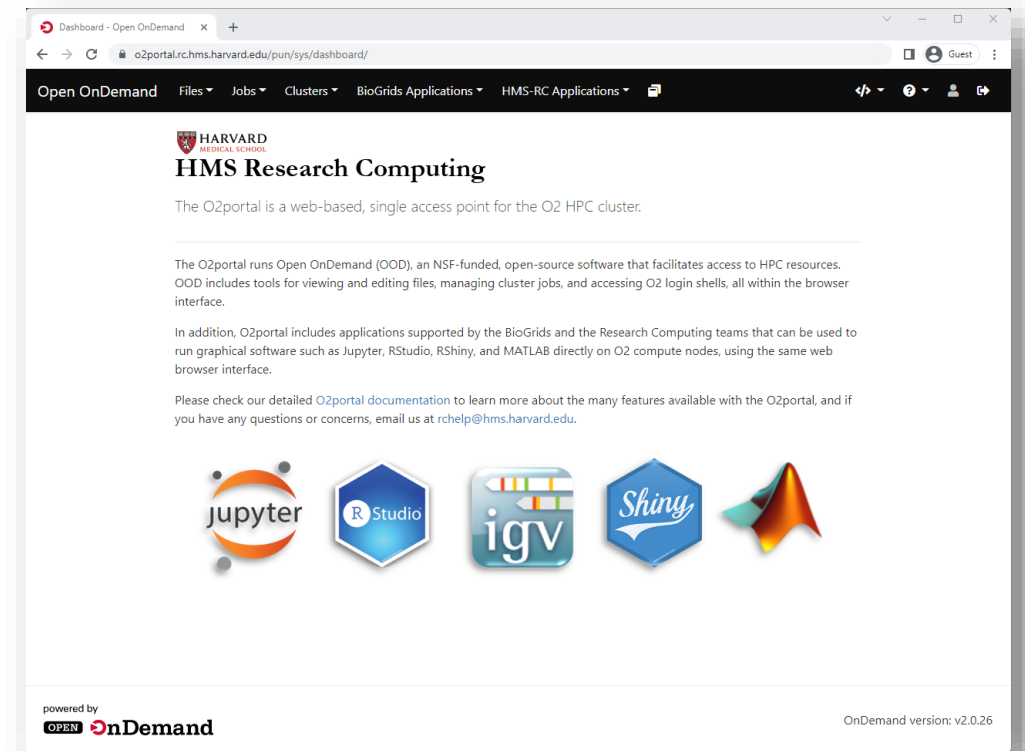 Dashboard - Open OnDemand
o2portal.rc.hms.harvard.edu/pun/sys/dashboard/
Guest
Open OnDemand Files Jobs Clusters BioGrids Applications HMS-RC Applications
HARVARD
MEDICAL SCHOOL
HMS Research Computing
The O2portal is a web-based, single access point for the O2 HPC cluster.
The O2portal runs Open OnDemand (OOD), an NSF-funded, open-source software that facilitates access to HPC resources.
OOD includes tools for viewing and editing files, managing cluster jobs, and accessing O2 login shells, all within the browser
interface.
In addition, O2portal includes applications supported by the BioGrids and the Research Computing teams that can be used to
run graphical software such as Jupyter, RStudio, RShiny, and MATLAB directly on O2 compute nodes, using the same web
browser interface.
Please check our detailed O2portal documentation to learn more about the many features available with the O2portal, and if
you have any questions or concerns, email us at rchelp@hms.harvard.edu.
jupyter
R Studio
igv
Shiny
powered by
OPEN OnDemand
OnDemand version: v2.0.26